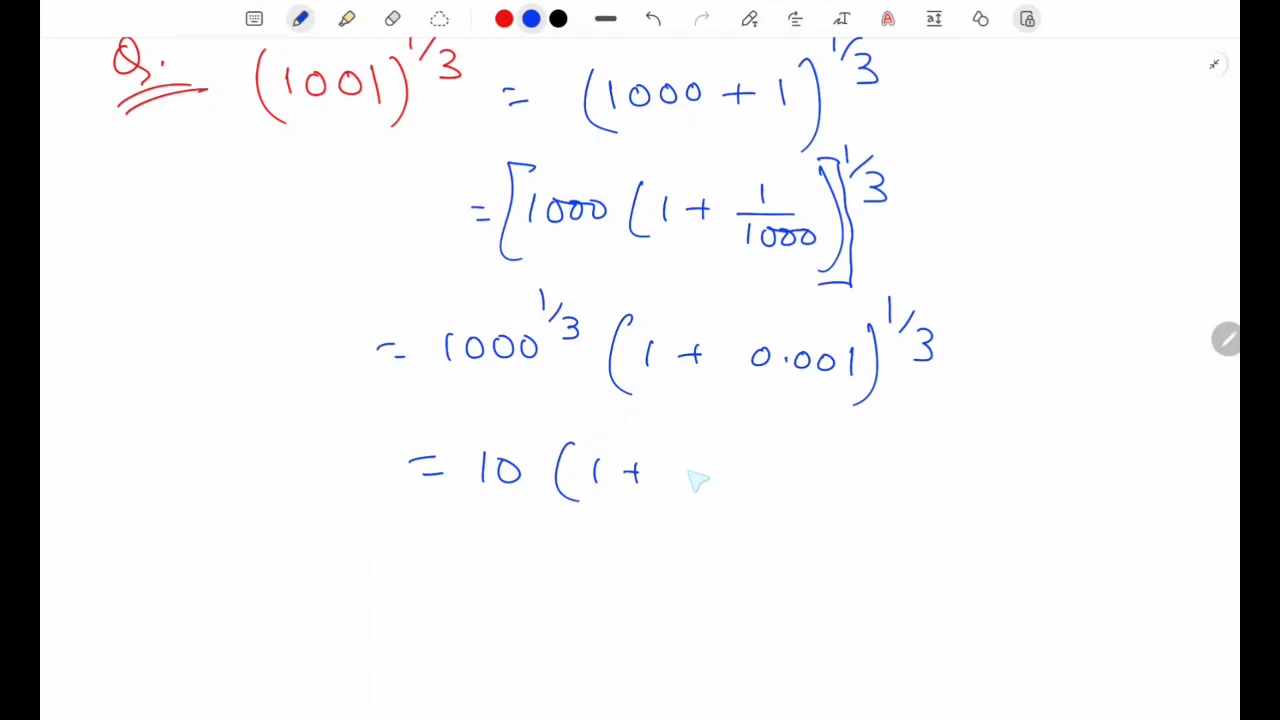 Q. (1001)^1/3 = (1000 + 1)^1/3
= [1000 (1 + 1/1000)]^1/3
= 1000^1/3 (1 + 0.001)^1/3
= 10 (1 +